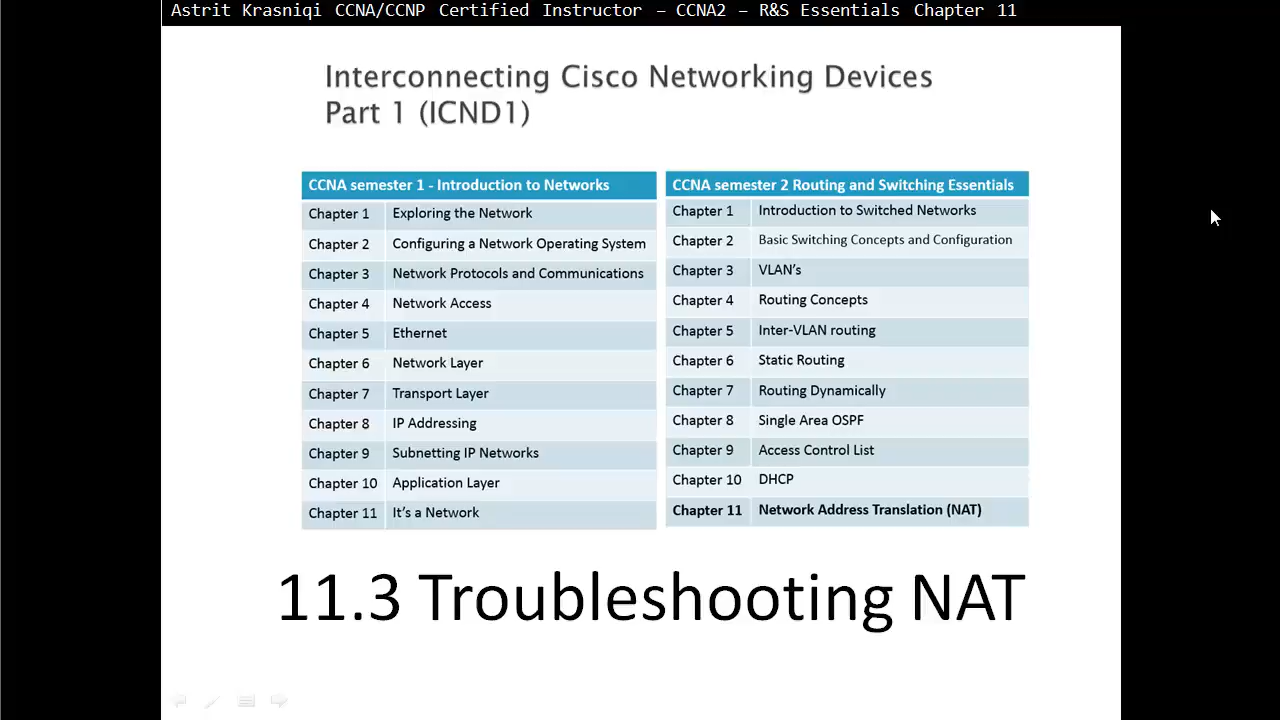 Astrit Krasniqi CCNA/CCNP Certified Instructor – CCNA2 – R&S Essentials Chapter 11
Interconnecting Cisco Networking Devices
Part 1 (ICND1)
CCNA semester 1 - Introduction to Networks
Chapter 1 Exploring the Network
Chapter 2 Configuring a Network Operating System
Chapter 3 Network Protocols and Communications
Chapter 4 Network Access
Chapter 5 Ethernet
Chapter 6 Network Layer
Chapter 7 Transport Layer
Chapter 8 IP Addressing
Chapter 9 Subnetting IP Networks
Chapter 10 Application Layer
Chapter 11 It's a Network
CCNA semester 2 Routing and Switching Essentials
Chapter 1 Introduction to Switched Networks
Chapter 2 Basic Switching Concepts and Configuration
Chapter 3 VLAN's
Chapter 4 Routing Concepts
Chapter 5 Inter-VLAN routing
Chapter 6 Static Routing
Chapter 7 Routing Dynamically
Chapter 8 Single Area OSPF
Chapter 9 Access Control List
Chapter 10 DHCP
Chapter 11 Network Address Translation (NAT)
11.3 Troubleshooting NAT